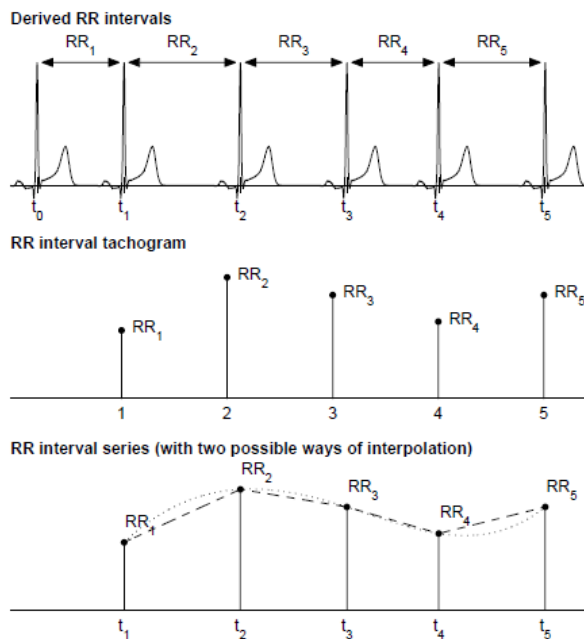 Derived RR intervals
RR₁ RR₂ RR₃ RR₄ RR₅
t₀ t₁ t₂ t₃ t₄ t₅
RR interval tachogram
RR₁ RR₂ RR₃ RR₄ RR₅
1 2 3 4 5
RR interval series (with two possible ways of interpolation)
RR₁ RR₂ RR₃ RR₄ RR₅
t₁ t₂ t₃ t₄ t₅